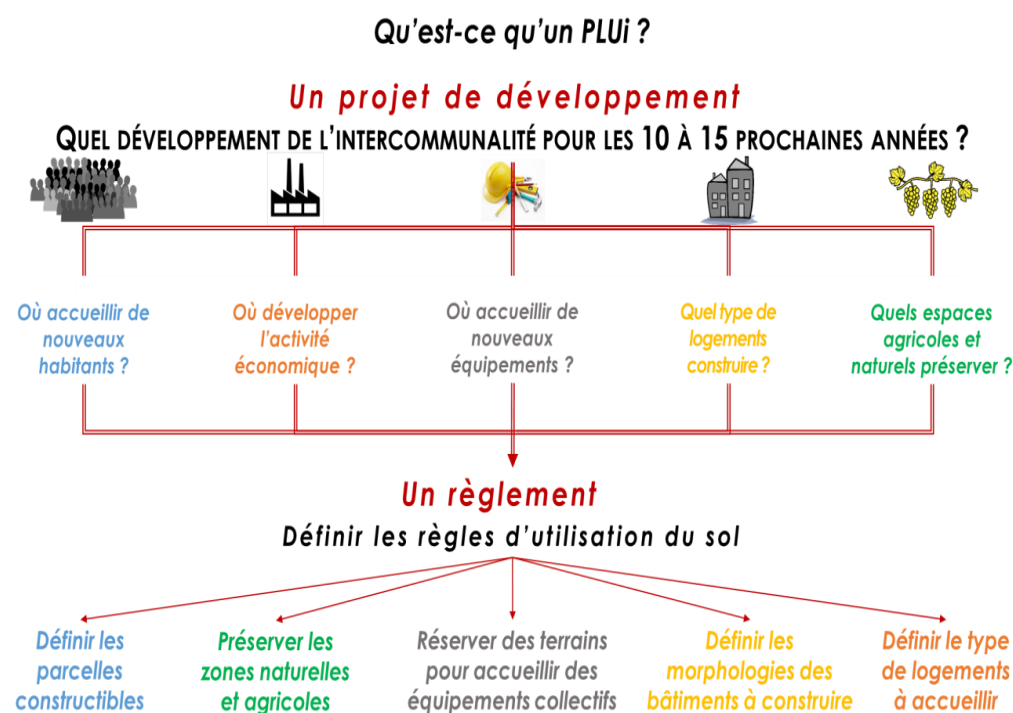 Qu’est-ce qu’un PLUi ?
Un projet de développement
QUEL DÉVELOPPEMENT DE L’INTERCOMMUNALITÉ POUR LES 10 À 15 PROCHAINES ANNÉES ?
Où accueillir de
nouveaux
habitants ?
Où développer
l’activité
économique ?
Où accueillir de
nouveaux
équipements ?
Quel type de
logements
construire ?
Quels espaces
agricoles et
naturels préserver ?
Un règlement
Définir les règles d’utilisation du sol
Définir les
parcelles
constructibles
Préserver les
zones naturelles
et agricoles
Réserver des terrains
pour accueillir des
équipements collectifs
Définir les
morphologies des
bâtiments à construire
Définir le type
de logements
à accueillir